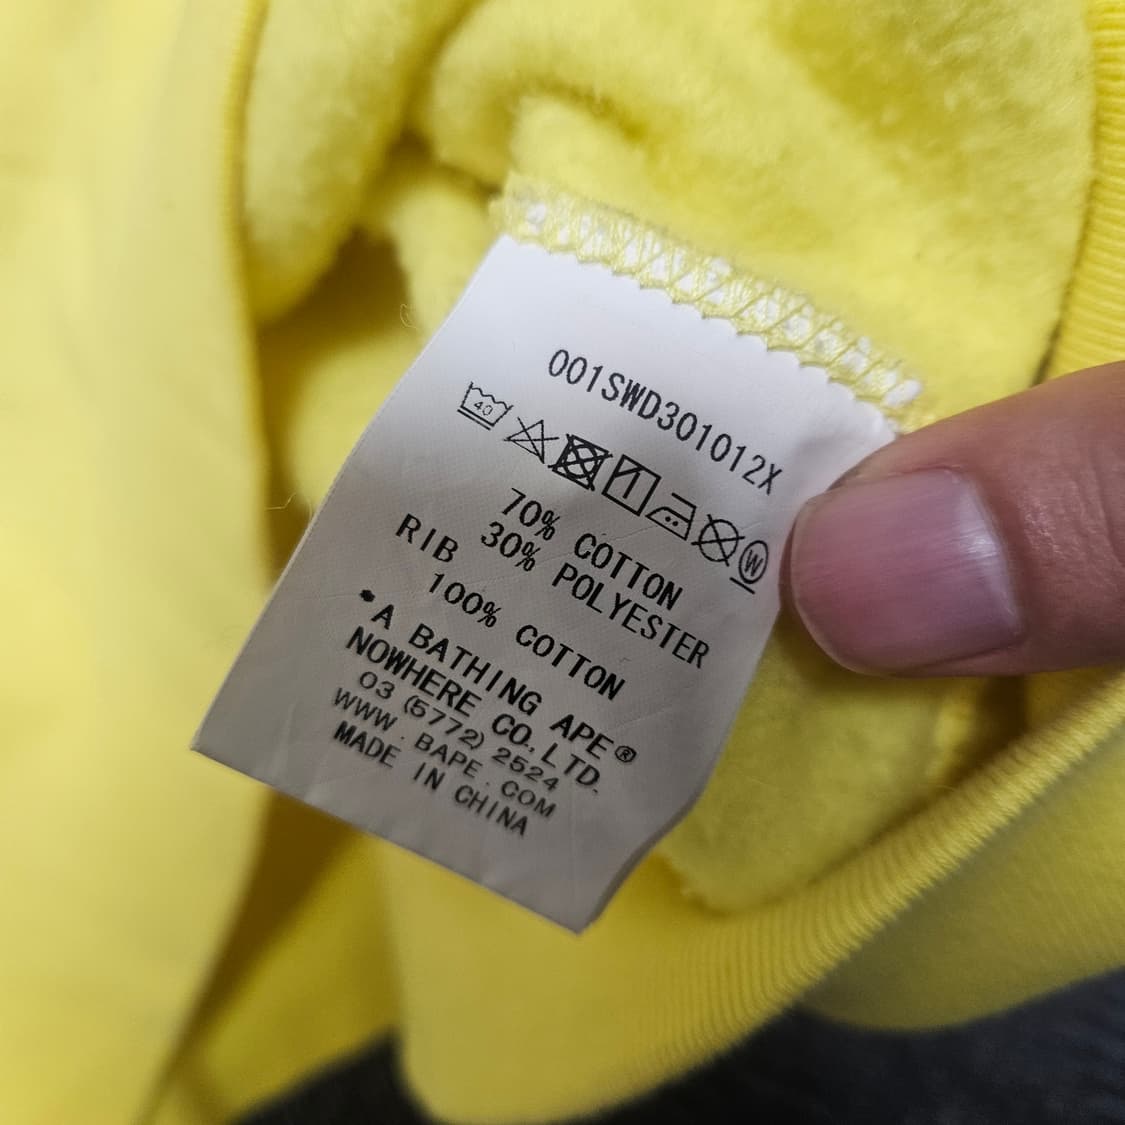 001SWD301012X
40
W
70% COTTON
30% POLYESTER
RIB 100% COTTON
*A BATHING APE®
NOWHERE CO., LTD.
03 (5772) 2524
WWW.BAPE.COM
MADE IN CHINA